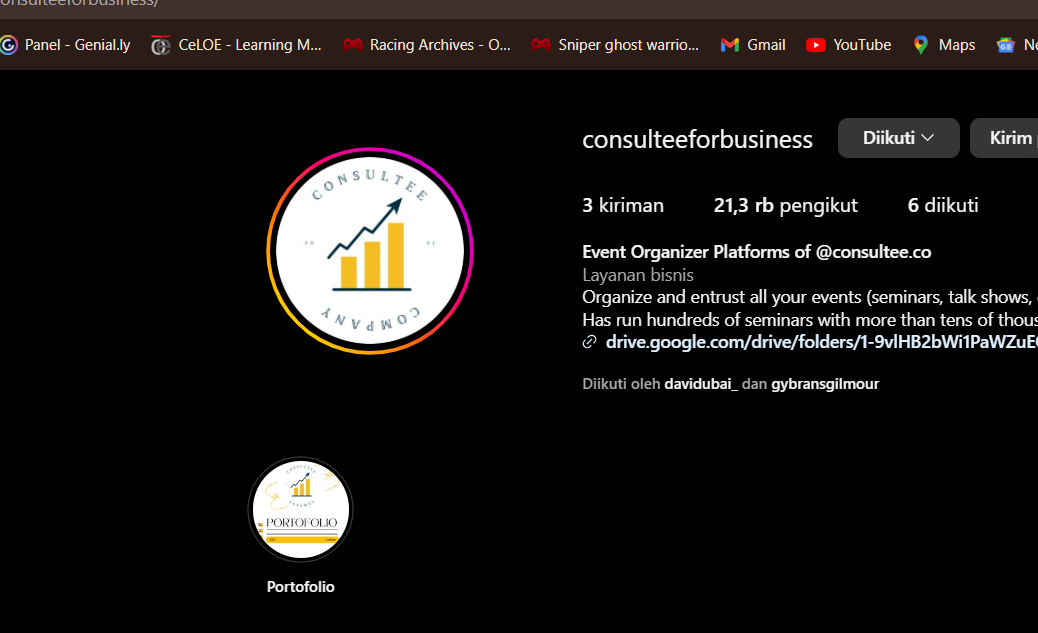 onsulteeforbusiness/
Panel - Genial.ly CeLOE - Learning M... Racing Archives - O... Sniper ghost warrio... Gmail YouTube Maps
consulteeforbusiness Diikuti Kirim
3 kiriman 21,3 rb pengikut 6 diikuti
CONSULTEE
COMPANY
Event Organizer Platforms of @consultee.co
Layanan bisnis
Organize and entrust all your events (seminars, talk shows,
Has run hundreds of seminars with more than tens of
drive.google.com/drive/folders/1-9vlHB2bWi1PaWZuE
Diikuti oleh davidubai_ dan gybransgilmour
PORTOFOLIO
Portofolio